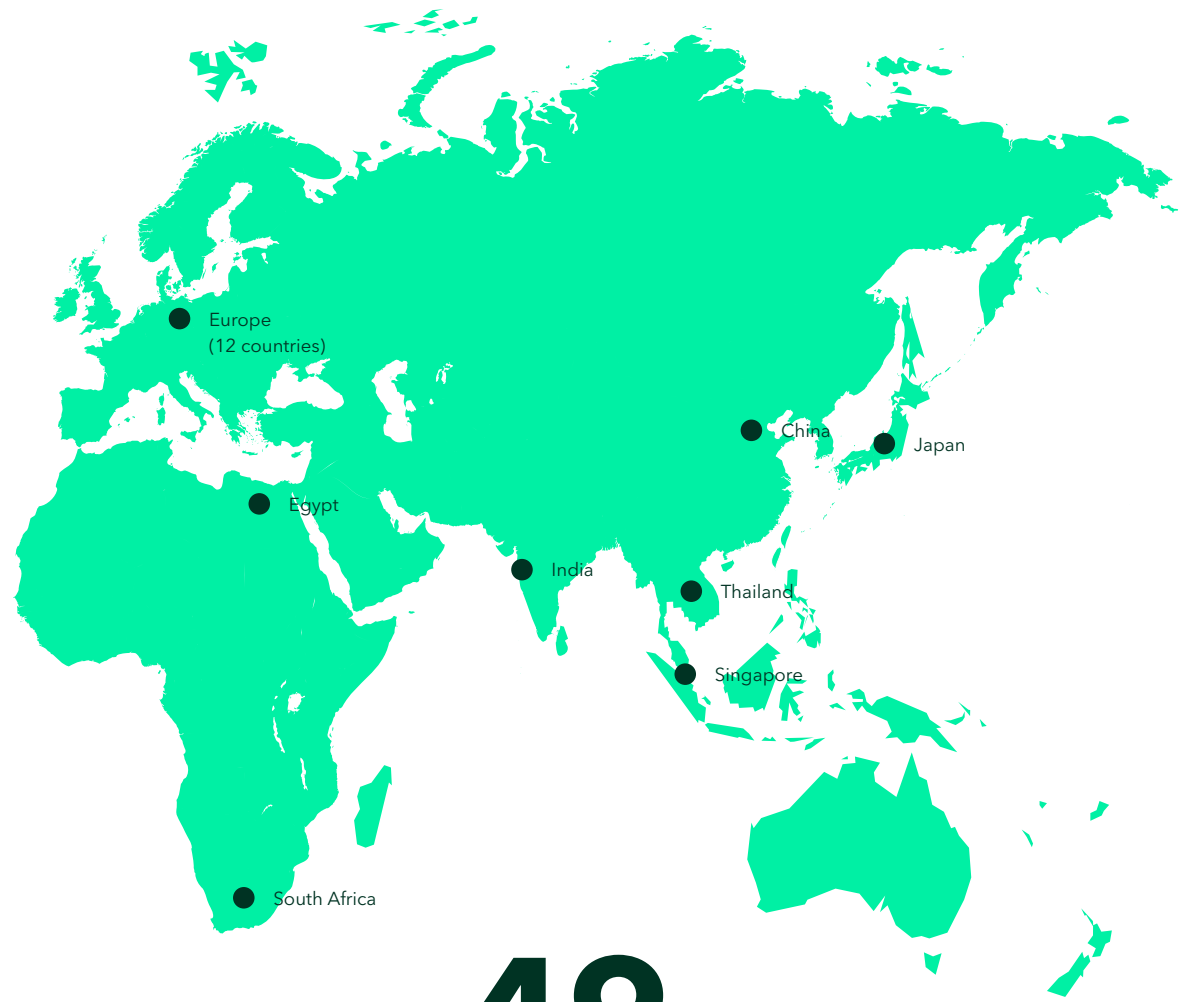 Europe
(12 countries)
China
Japan
Egypt
India
Thailand
Singapore
South Africa